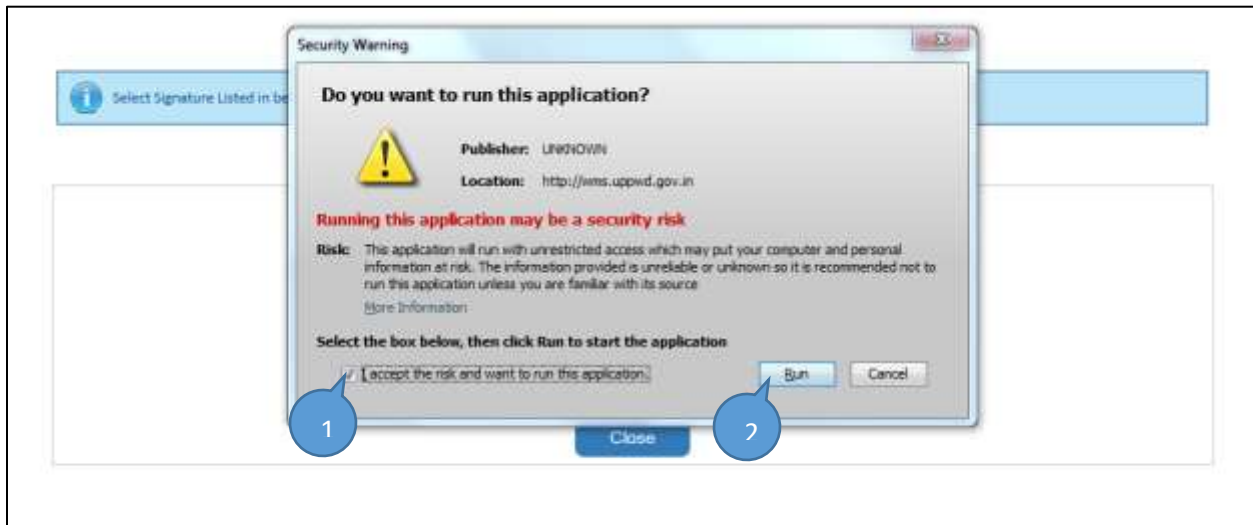 Security Warning
Select Signature Listed in be
Do you want to run this application?
Publisher: UNKNOWN
Location: http://wms.uppwd.gov.in
Running this application may be a security risk
Risk: This application will run with unrestricted access which may put your computer and personal
information at risk. The information provided is unreliable or unknown so it is recommended not to
run this application unless you are familiar with its source
More Information
Select the box below, then click Run to start the application
I accept the risk and want to run this application.
Run
Cancel
1
2
Close